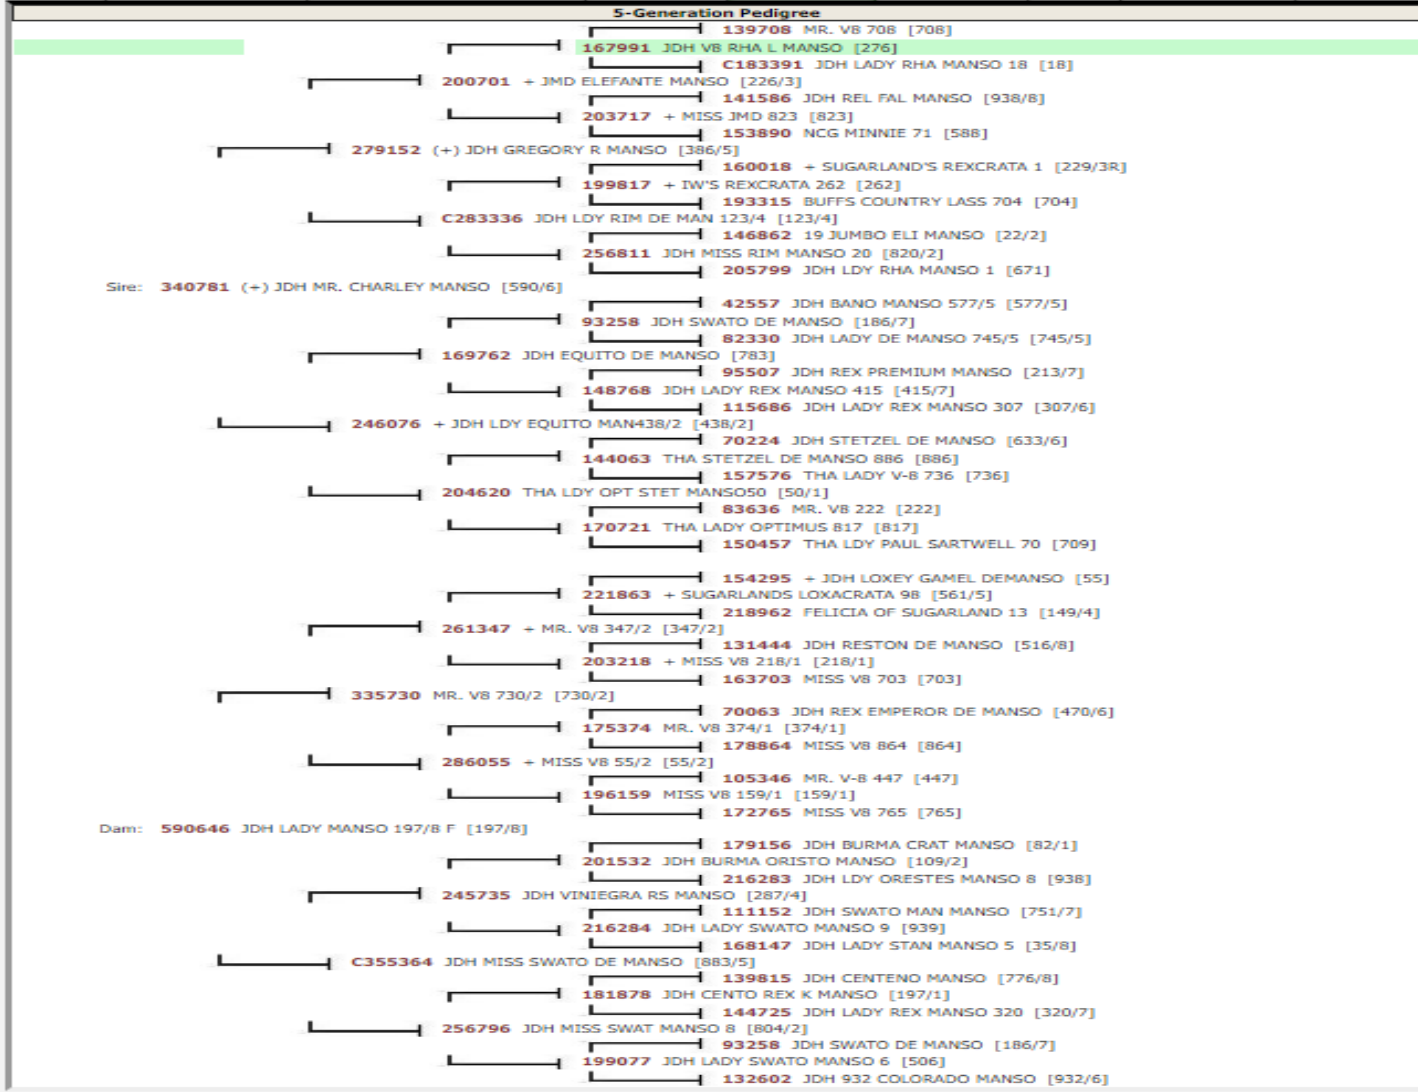 5-Generation Pedigree
139708 MR. V8 708 [708]
167991 JDH V8 RHA L MANSO [276]
C183391 JDH LADY RHA MANSO 18 [18]
200701 + JMD ELEFANTE MANSO [226/3]
141586 JDH REL FAL MANSO [938/8]
203717 + MISS JMD 823 [823]
153890 NCG MINNIE 71 [588]
279152 (+) JDH GREGORY R MANSO [386/5]
160018 + SUGARLAND'S REXCRATA 1 [229/3R]
199817 + IW'S REXCRATA 262 [262]
193315 BUFFS COUNTRY LASS 704 [704]
C283336 JDH LDY RIM DE MAN 123/4 [123/4]
146862 19 JUMBO ELI MANSO [22/2]
256811 JDH MISS RIM MANSO 20 [820/2]
205799 JDH LDY RHA MANSO 1 [671]
Sire: 340781 (+) JDH MR. CHARLEY MANSO [590/6]
42557 JDH BANO MANSO 577/5 [577/5]
93258 JDH SWATO DE MANSO [186/7]
82330 JDH LADY DE MANSO 745/5 [745/5]
169762 JDH EQUITO DE MANSO [783]
95507 JDH REX PREMIUM MANSO [213/7]
148768 JDH LADY REX MANSO 415 [415/7]
115686 JDH LADY REX MANSO 307 [307/6]
246076 + JDH LDY EQUITO MAN438/2 [438/2]
70224 JDH STETZEL DE MANSO [633/6]
144063 THA STETZEL DE MANSO 886 [886]
157576 THA LADY V-8 736 [736]
204620 THA LDY OPT STET MANSO50 [50/1]
83636 MR. V8 222 [222]
170721 THA LADY OPTIMUS 817 [817]
150457 THA LDY PAUL SARTWELL 70 [709]
154295 + JDH LOXEY GAMEL DEMANSO [55]
221863 + SUGARLANDS LOXACRATA 98 [561/5]
218962 FELICIA OF SUGARLAND 13 [149/4]
261347 + MR. V8 347/2 [347/2]
131444 JDH RESTON DE MANSO [516/8]
203218 + MISS V8 218/1 [218/1]
163703 MISS V8 703 [703]
335730 MR. V8 730/2 [730/2]
70063 JDH REX EMPEROR DE MANSO [470/6]
175374 MR. V8 374/1 [374/1]
178864 MISS V8 864 [864]
286055 + MISS V8 55/2 [55/2]
105346 MR. V-8 447 [447]
196159 MISS V8 159/1 [159/1]
172765 MISS V8 765 [765]
Dam: 590646 JDH LADY MANSO 197/8 F [197/8]
179156 JDH BURMA CRAT MANSO [82/1]
201532 JDH BURMA ORISTO MANSO [109/2]
216283 JDH LDY ORESTES MANSO 8 [938]
245735 JDH VINIEGRA RS MANSO [287/4]
111152 JDH SWATO MAN MANSO [751/7]
216284 JDH LADY SWATO MANSO 9 [939]
168147 JDH LADY STAN MANSO 5 [35/8]
C355364 JDH MISS SWATO DE MANSO [883/5]
139815 JDH CENTENO MANSO [776/8]
181878 JDH CENTO REX K MANSO [197/1]
144725 JDH LADY REX MANSO 320 [320/7]
256796 JDH MISS SWAT MANSO 8 [804/2]
93258 JDH SWATO DE MANSO [186/7]
199077 JDH LADY SWATO MANSO 6 [506]
132602 JDH 932 COLORADO MANSO [932/6]